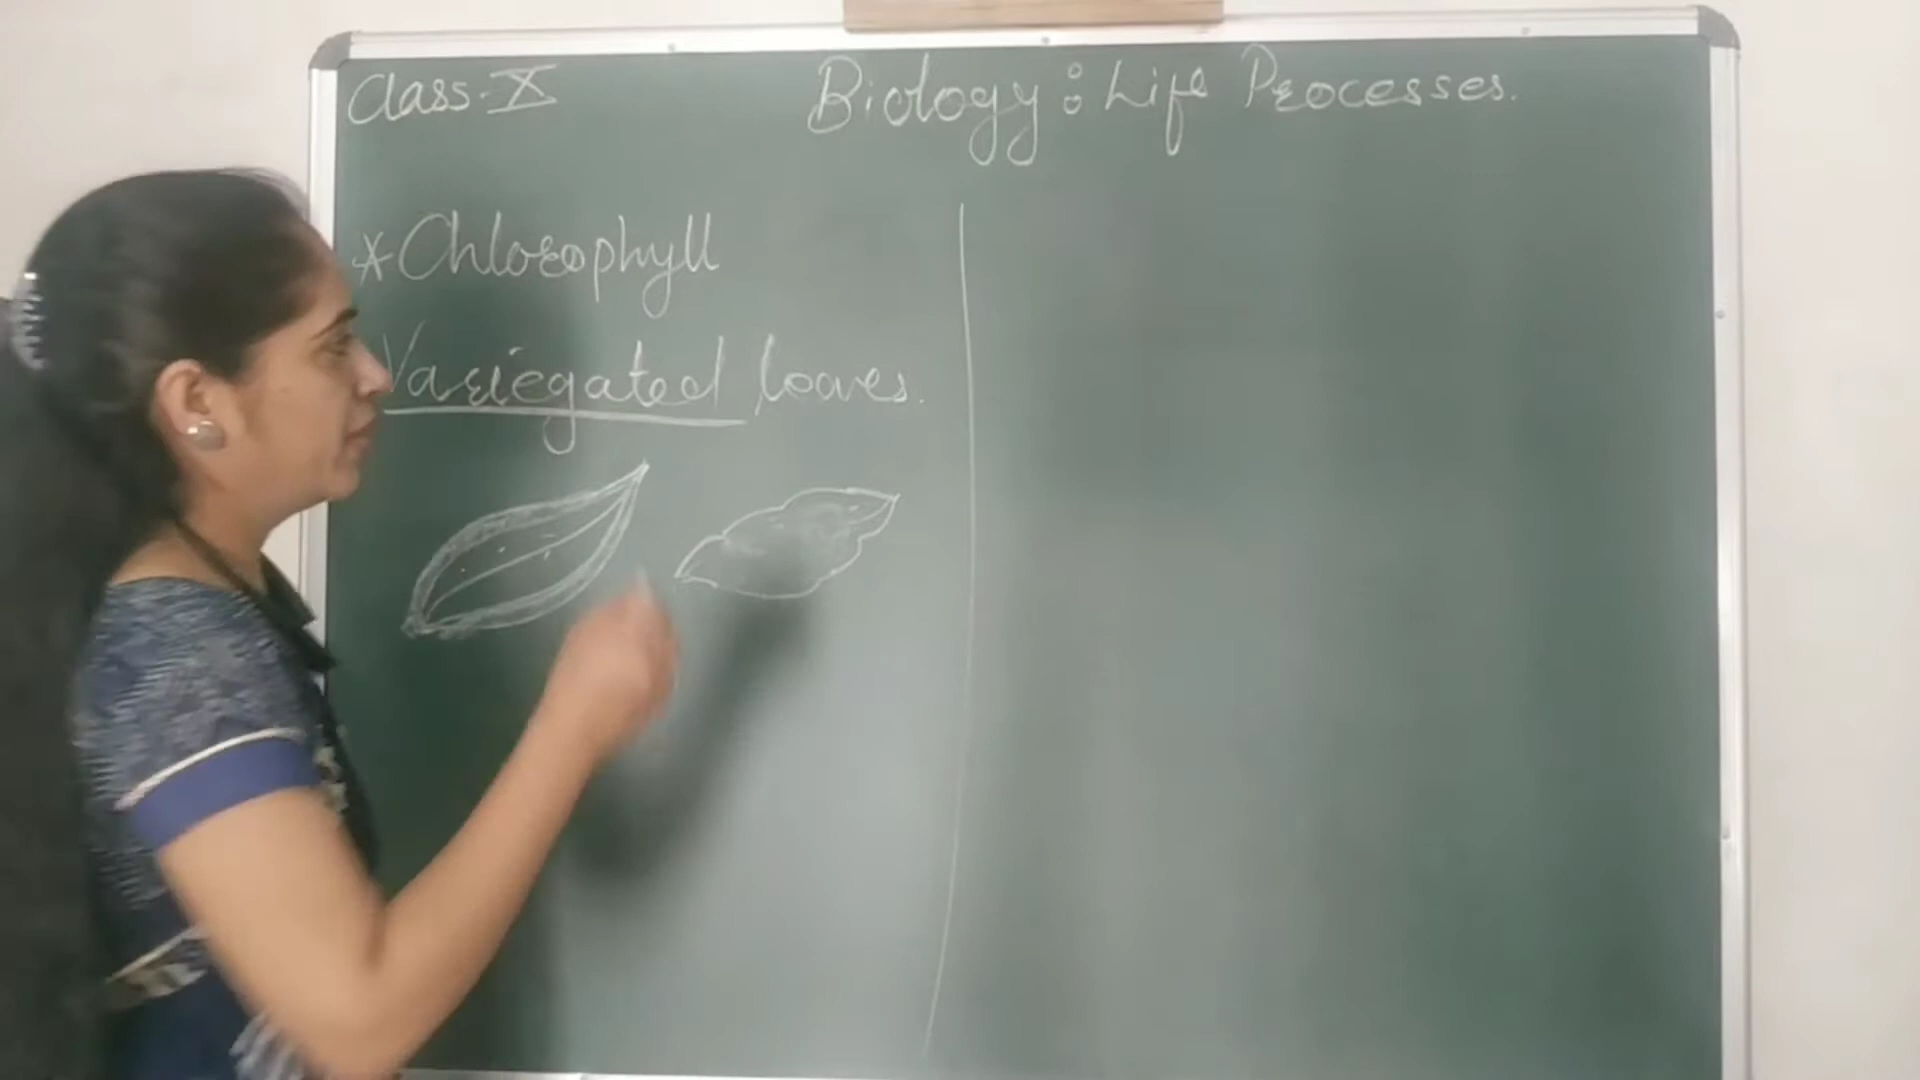 Class-X
Biology: Life Processes.
* Chlorophyll
Variegated leaves.